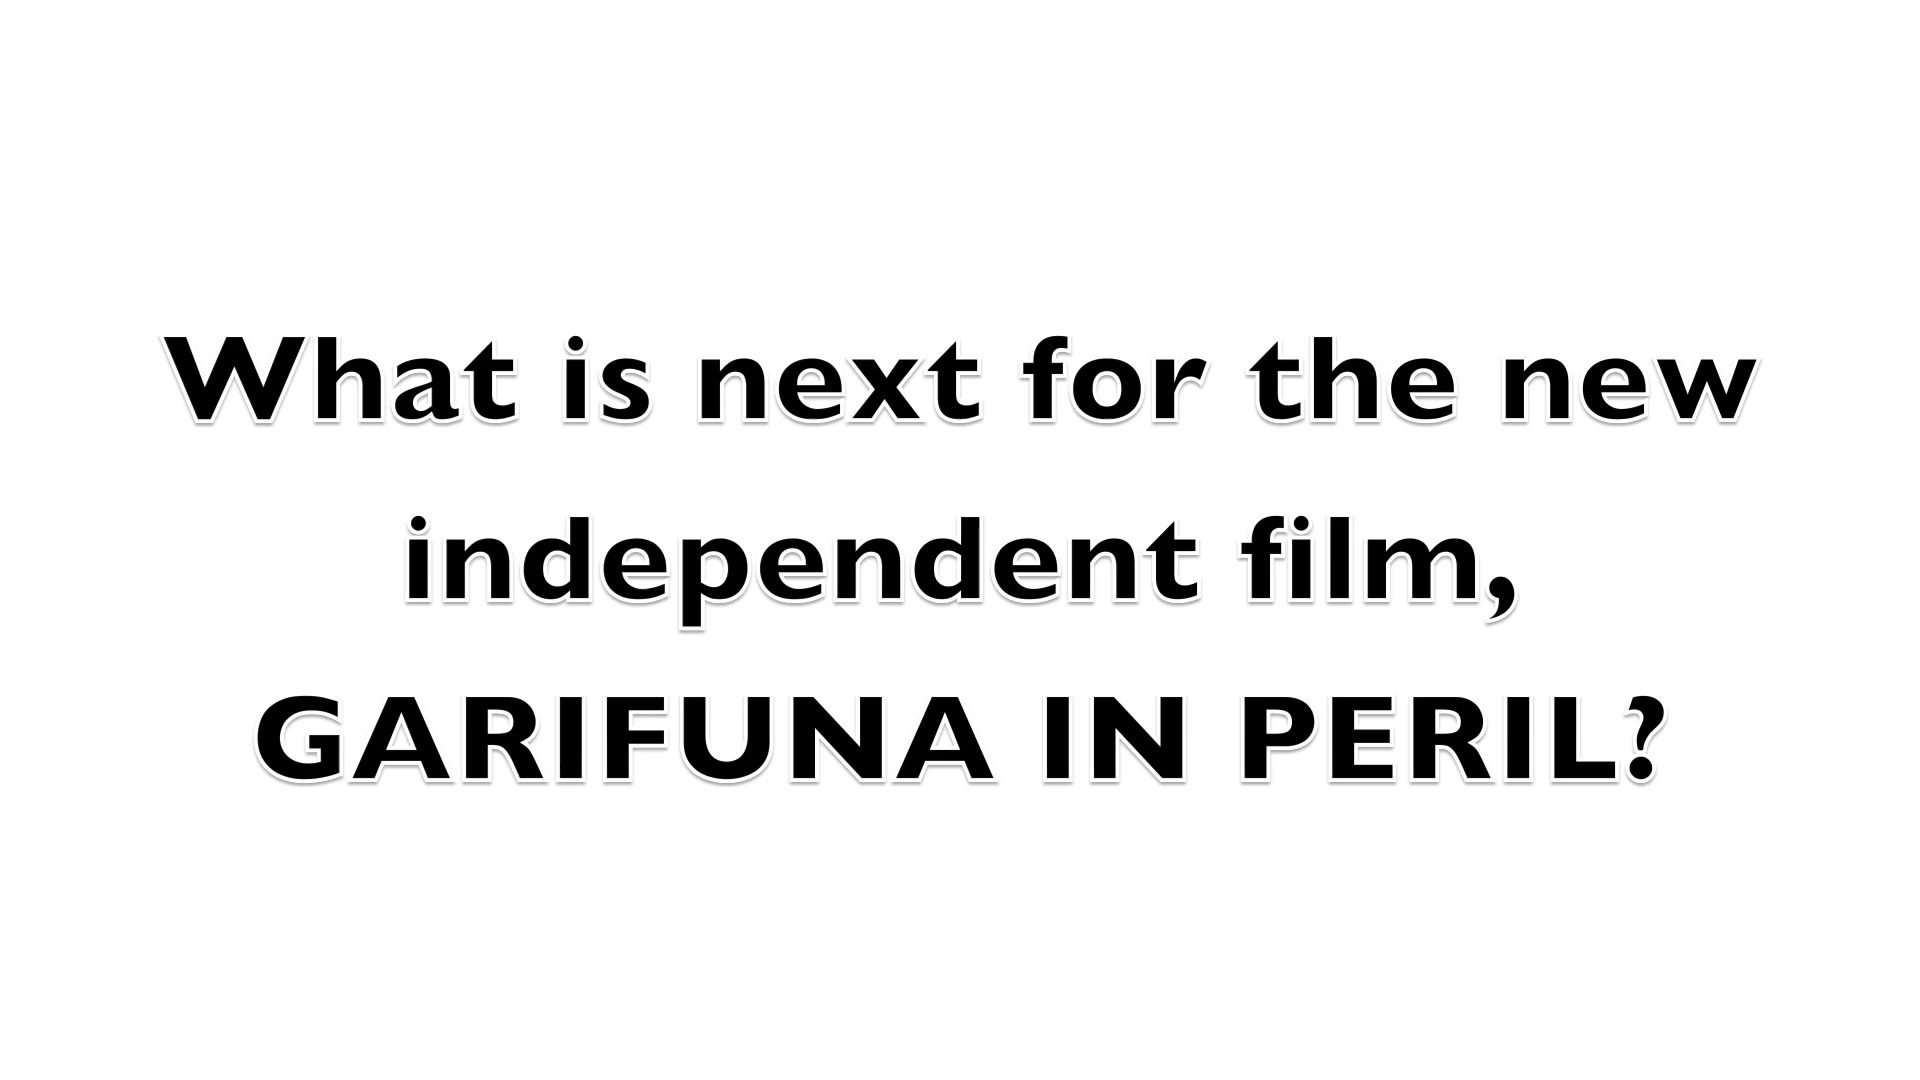 What is next for the new
independent film,
GARIFUNA IN PERIL?